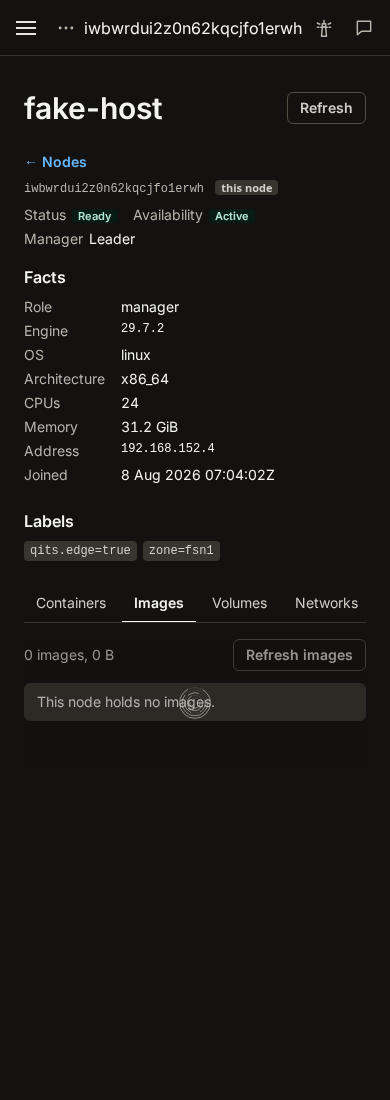 iwbwrdui2z0n62kqcjfo1erwh
fake-host
Refresh
← Nodes
iwbwrdui2z0n62kqcjfo1erwh this node
Status Ready Availability Active
Manager Leader
Facts
Role manager
Engine 29.7.2
OS linux
Architecture x86_64
CPUs 24
Memory 31.2 GiB
Address 192.168.152.4
Joined 8 Aug 2026 07:04:02Z
Labels
qits.edge=true zone=fsn1
Containers Images Volumes Networks
0 images, 0 B Refresh images
This node holds no images.